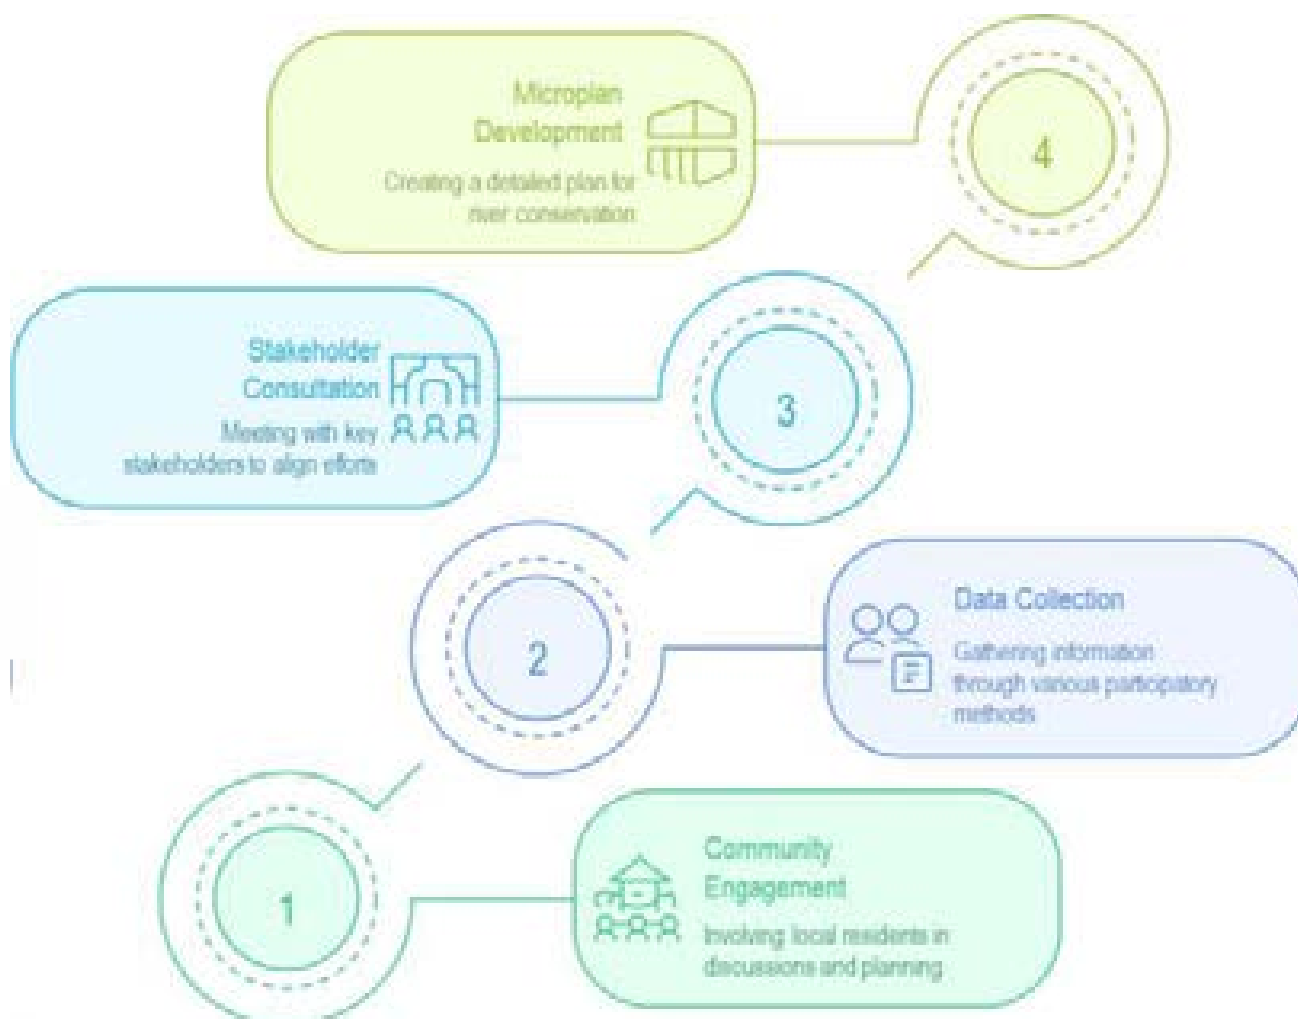 Microplan
Development
Creating a detailed plan for
river conservation
4
Stakeholder
Consultation
Meeting with key
stakeholders to align efforts
3
2
Data Collection
Gathering information
through various participatory
methods
1
Community
Engagement
Involving local residents in
discussions and planning